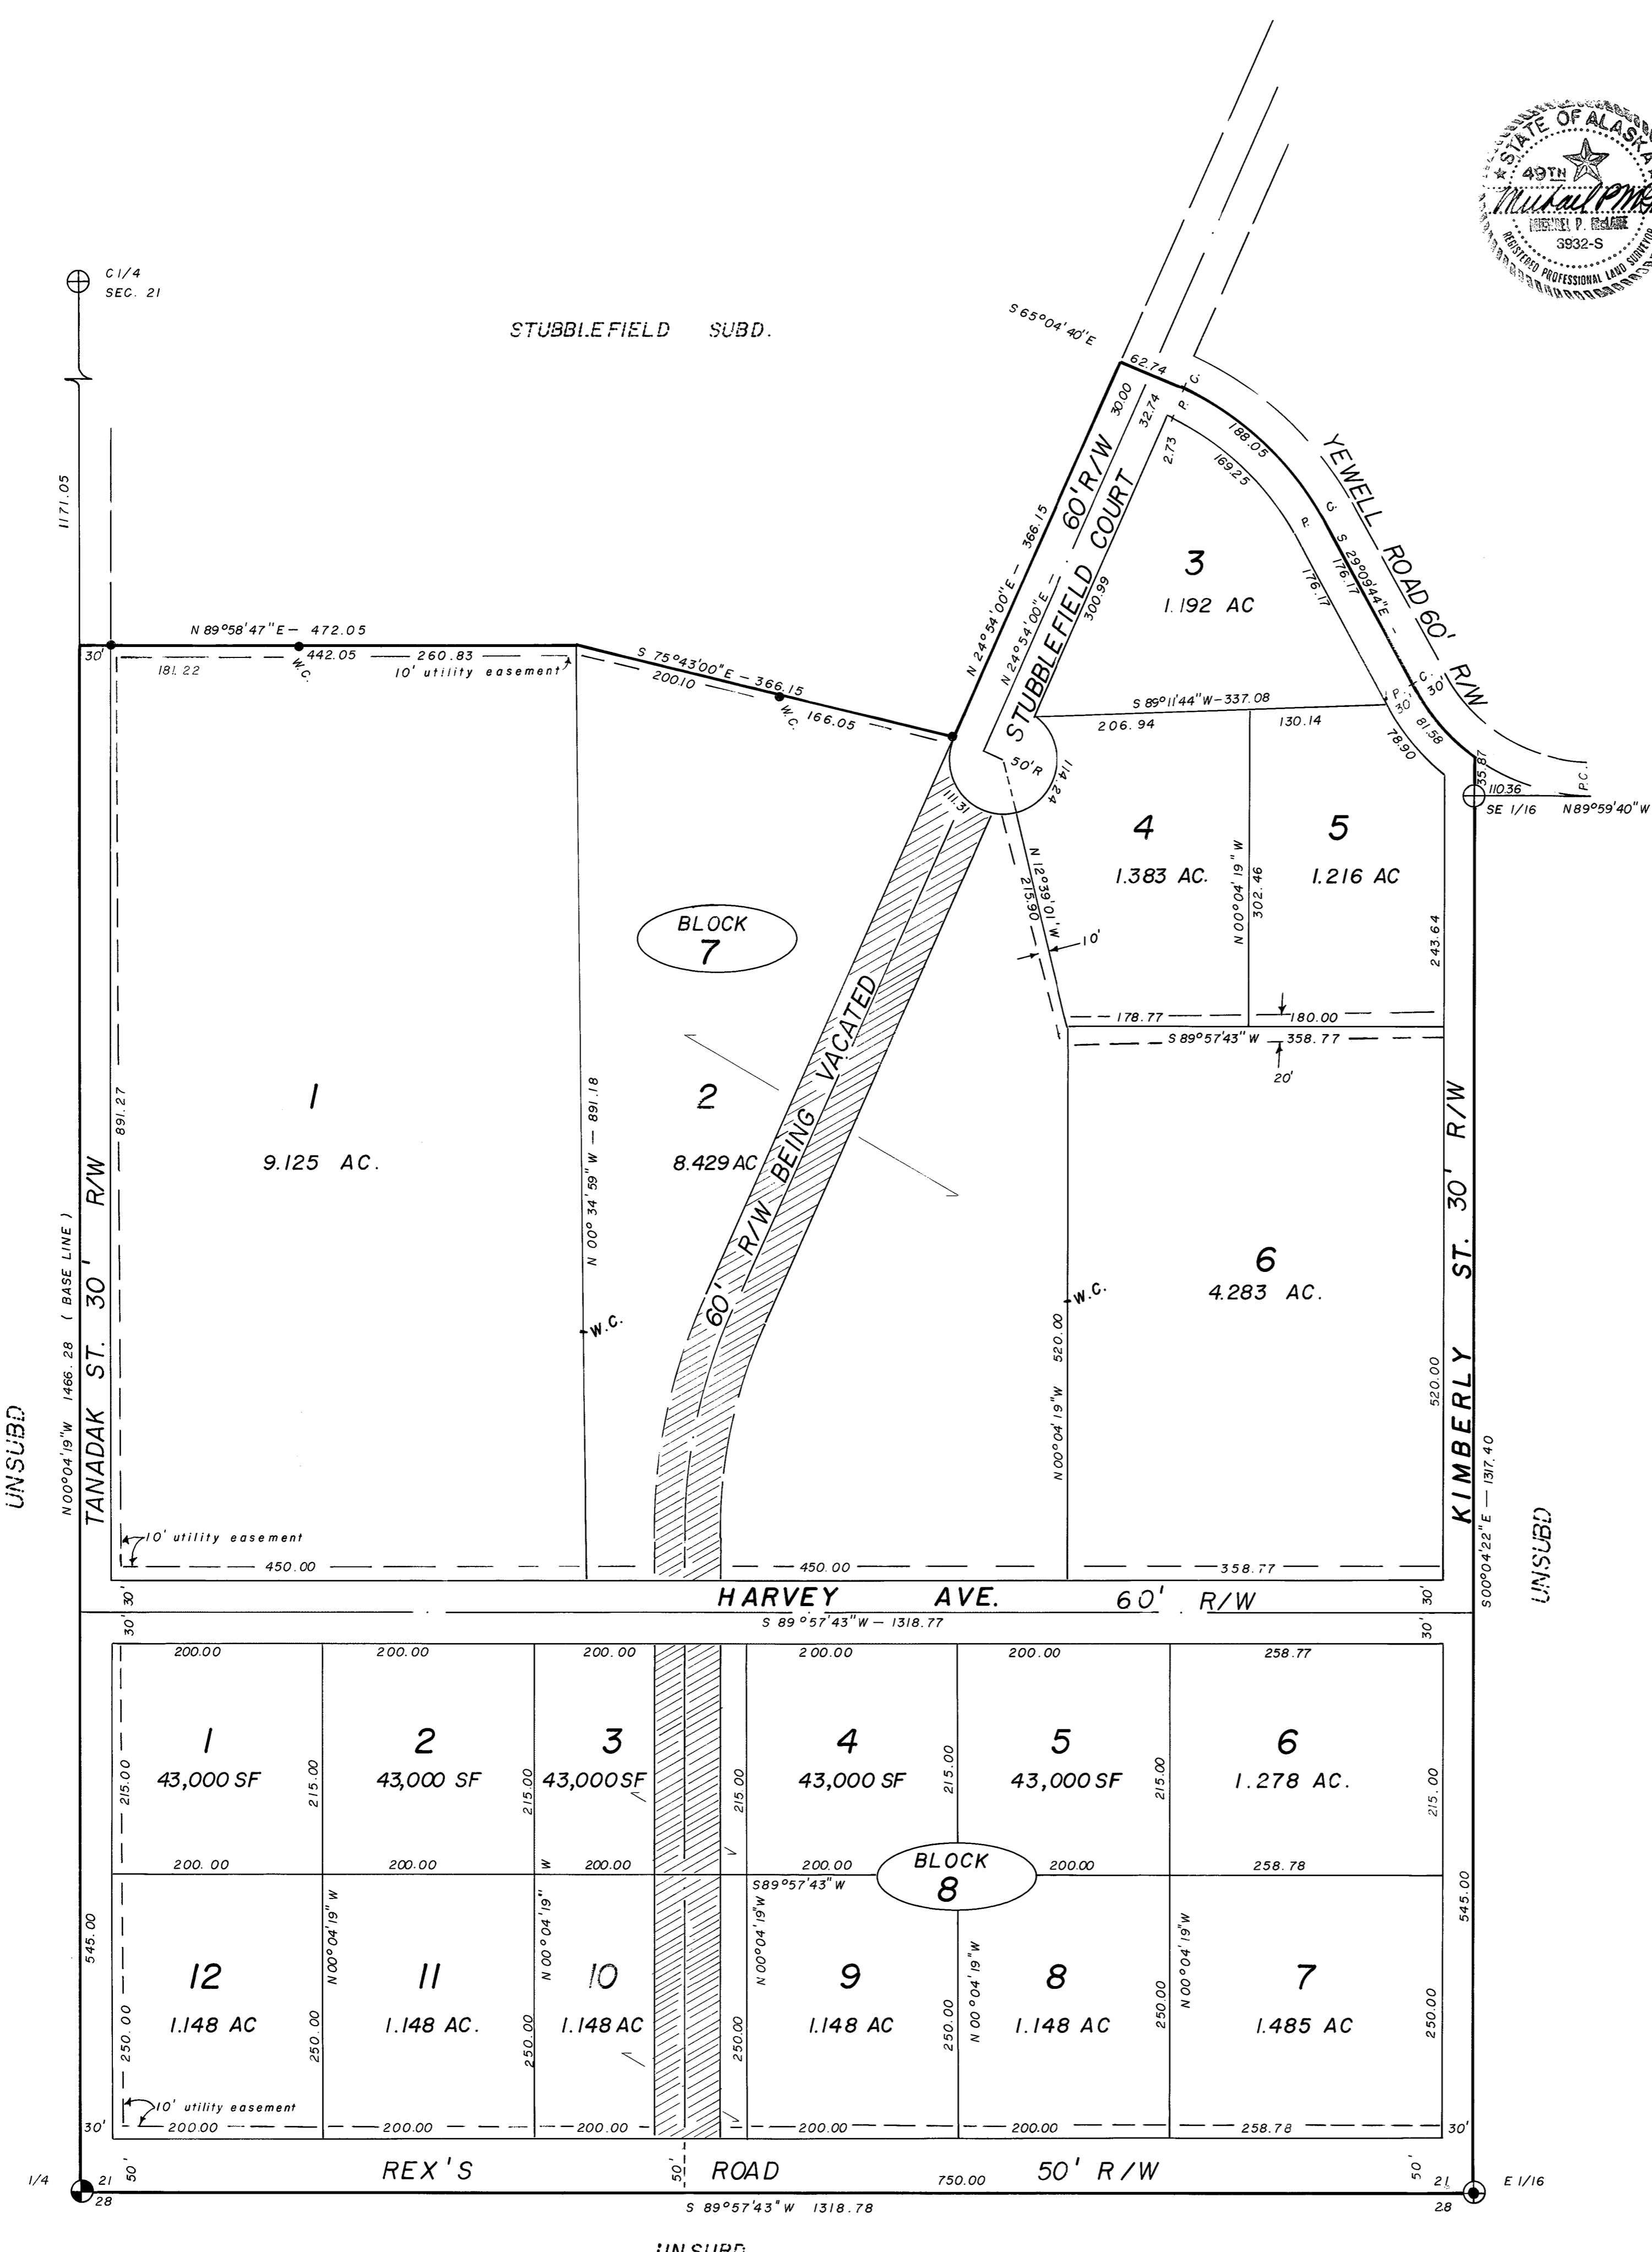 STATE OF ALASKA
49TH
MICHAEL P. McLANE
3932-S
REGISTERED PROFESSIONAL LAND SURVEYOR
C 1/4
SEC. 21
STUBBLEFIELD SUBD.
1171.05
S 65°04'40"E
62.74
30.00
32.74
P. C.
2.73
188.05
169.25
YEWELL ROAD 60' R/W
P. C.
S 29°09'44"E - 176.17
176.17
P. C.
30'
30'
81.58
78.90
35.87
110.36
P.C.
SE 1/16
N89°59'40"W
N 24°54'00"E - 366.15
60' R/W
N 24°54'00"E -
STUBBLEFIELD COURT
300.99
3
1.192 AC
N 89°58'47"E - 472.05
30'
181.22
W.C.
442.05
260.83
10' utility easement
S 75°43'00"E - 366.15
200.10
W.C.
166.05
S 89°11'44"W-337.08
206.94
130.14
50'R
114.24
111.31
4
1.383 AC.
5
1.216 AC
N 12°39'01"W
215.90
10'
N 00°04'19"W
302.46
243.64
178.77
180.00
S 89°57'43"W 358.77
20'
BLOCK
7
891.27
1
9.125 AC.
N 00°34'59"W - 891.18
W.C.
2
8.429 AC
60' R/W BEING VACATED
6
4.283 AC.
W.C.
N 00°04'19"W 520.00
520.00
KIMBERLY ST. 30' R/W
S 00°04'22"E - 1317.40
UNSUBD
UNSUBD
N 00°04'19"W 1466.28 ( BASE LINE )
TANADAK ST. 30' R/W
10' utility easement
450.00
450.00
358.77
30'
30'
HARVEY AVE. 60' R/W
30'
30'
S 89°57'43"W - 1318.77
200.00
200.00
200.00
200.00
200.00
258.77
1
2
3
4
5
6
43,000 SF
43,000 SF
43,000 SF
43,000 SF
43,000 SF
1.278 AC.
215.00
215.00
215.00
215.00
215.00
215.00
215.00
200.00
200.00
200.00
200.00
200.00
258.78
BLOCK
8
S89°57'43"W
545.00
545.00
N 00°04'19"W
N 00°04'19" W
N 00°04'19"W
N 00°04'19"W
N 00°04'19"W
12
11
10
9
8
7
1.148 AC
1.148 AC.
1.148 AC
1.148 AC
1.148 AC
1.485 AC
250.00
250.00
250.00
250.00
250.00
250.00
250.00
10' utility easement
30'
200.00
200.00
200.00
200.00
200.00
258.78
30'
1/4
21
28
50'
REX'S
50'
ROAD
750.00
50' R/W
50'
21
28
E 1/16
S 89°57'43"W 1318.78
UNSUBD